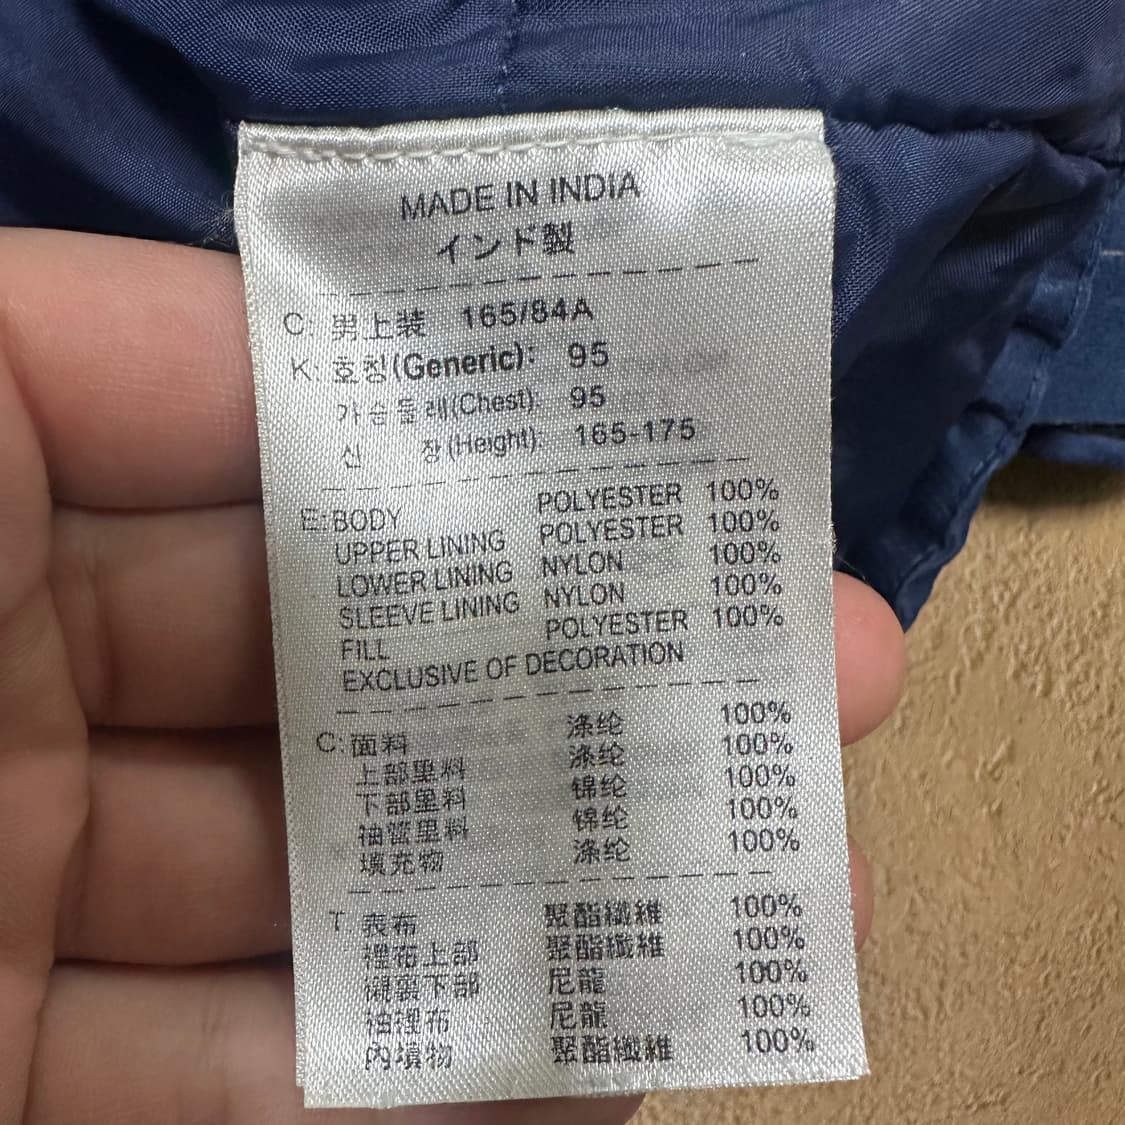 MADE IN INDIA
インド製
C: 男上装 165/84A
K: 호칭(Generic): 95
가슴둘레(Chest): 95
신 장(Height): 165-175
E: BODY POLYESTER 100%
UPPER LINING POLYESTER 100%
LOWER LINING NYLON 100%
SLEEVE LINING NYLON 100%
FILL POLYESTER 100%
EXCLUSIVE OF DECORATION
C: 面料 涤纶 100%
上部里料 涤纶 100%
下部里料 锦纶 100%
袖筒里料 锦纶 100%
填充物 涤纶 100%
T 表布 聚酯纖維 100%
裡布上部 聚酯纖維 100%
襯裏下部 尼龍 100%
袖裡布 尼龍 100%
內填物 聚酯纖維 100%